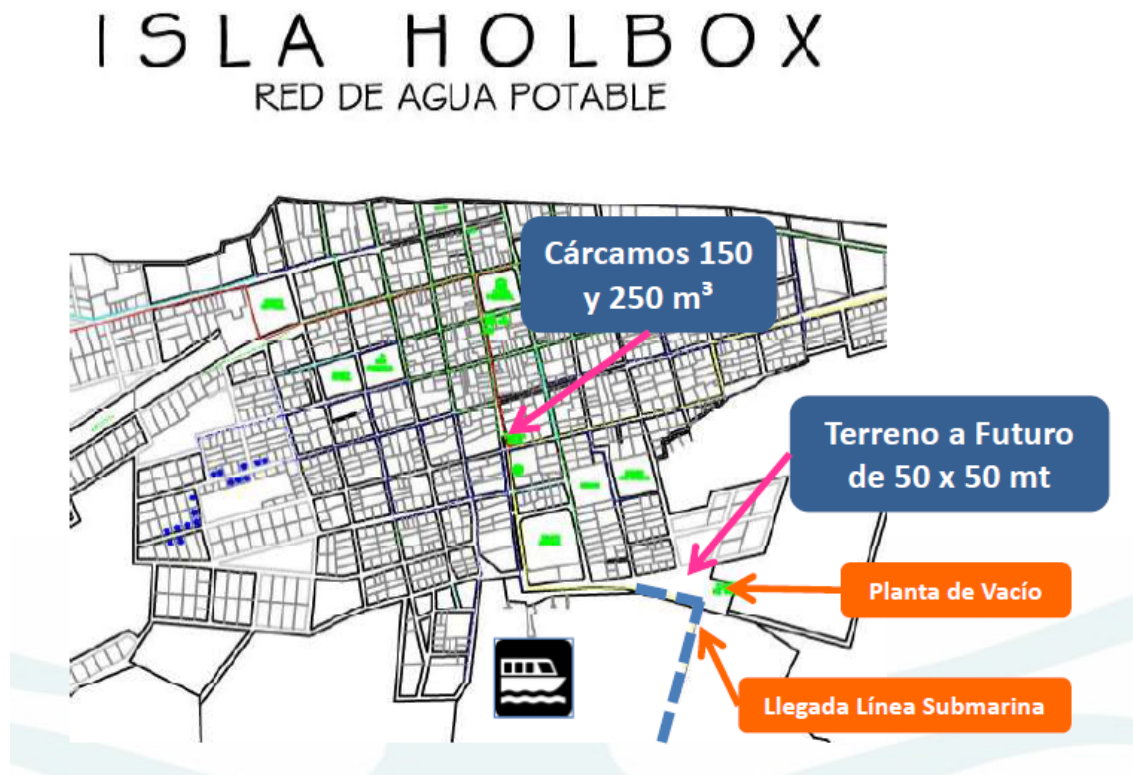 ISLA HOLBOX
RED DE AGUA POTABLE
Cárcamos 150
y 250 m³
Terreno a Futuro
de 50 x 50 mt
Planta de Vacío
Llegada Línea Submarina